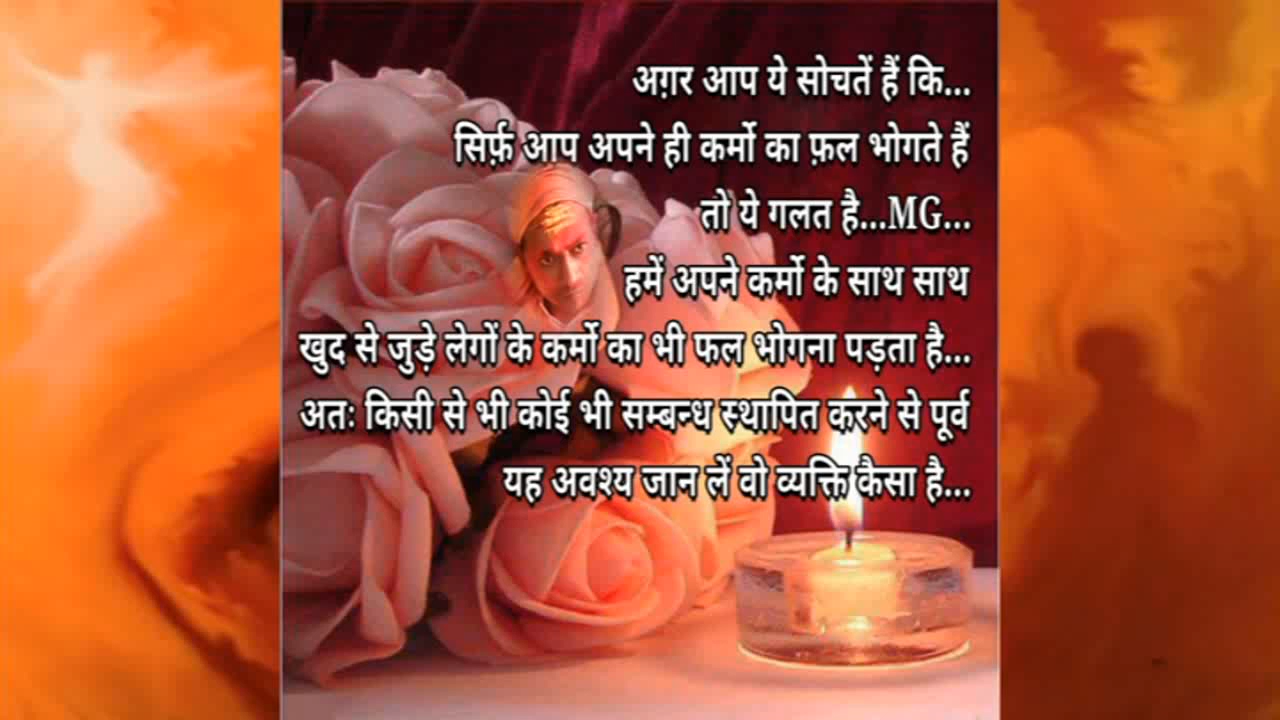 अग़र आप ये सोचतें हैं कि...
सिर्फ़ आप अपने ही कर्मो का फ़ल भोगते हैं
तो ये गलत है...MG...
हमें अपने कर्मो के साथ साथ
खुद से जुड़े लेगों के कर्मो का भी फल भोगना पड़ता है...
अतः किसी से भी कोई भी सम्बन्ध स्थापित करने से पूर्व
यह अवश्य जान लें वो व्यक्ति कैसा है...